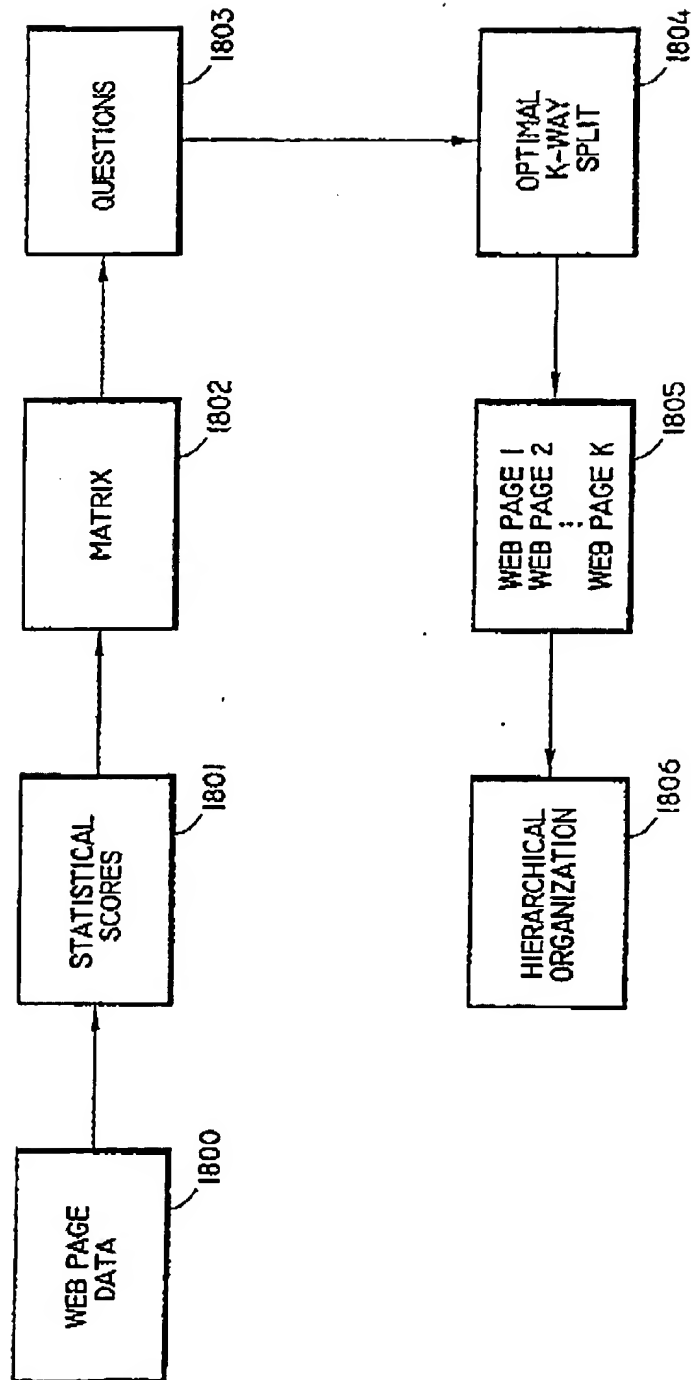 WEB PAGE
DATA
1800
STATISTICAL
SCORES
1801
MATRIX
1802
QUESTIONS
1803
OPTIMAL
K-WAY
SPLIT
1804
WEB PAGE 1
WEB PAGE 2
⋮
WEB PAGE K
1805
HIERARCHICAL
ORGANIZATION
1806